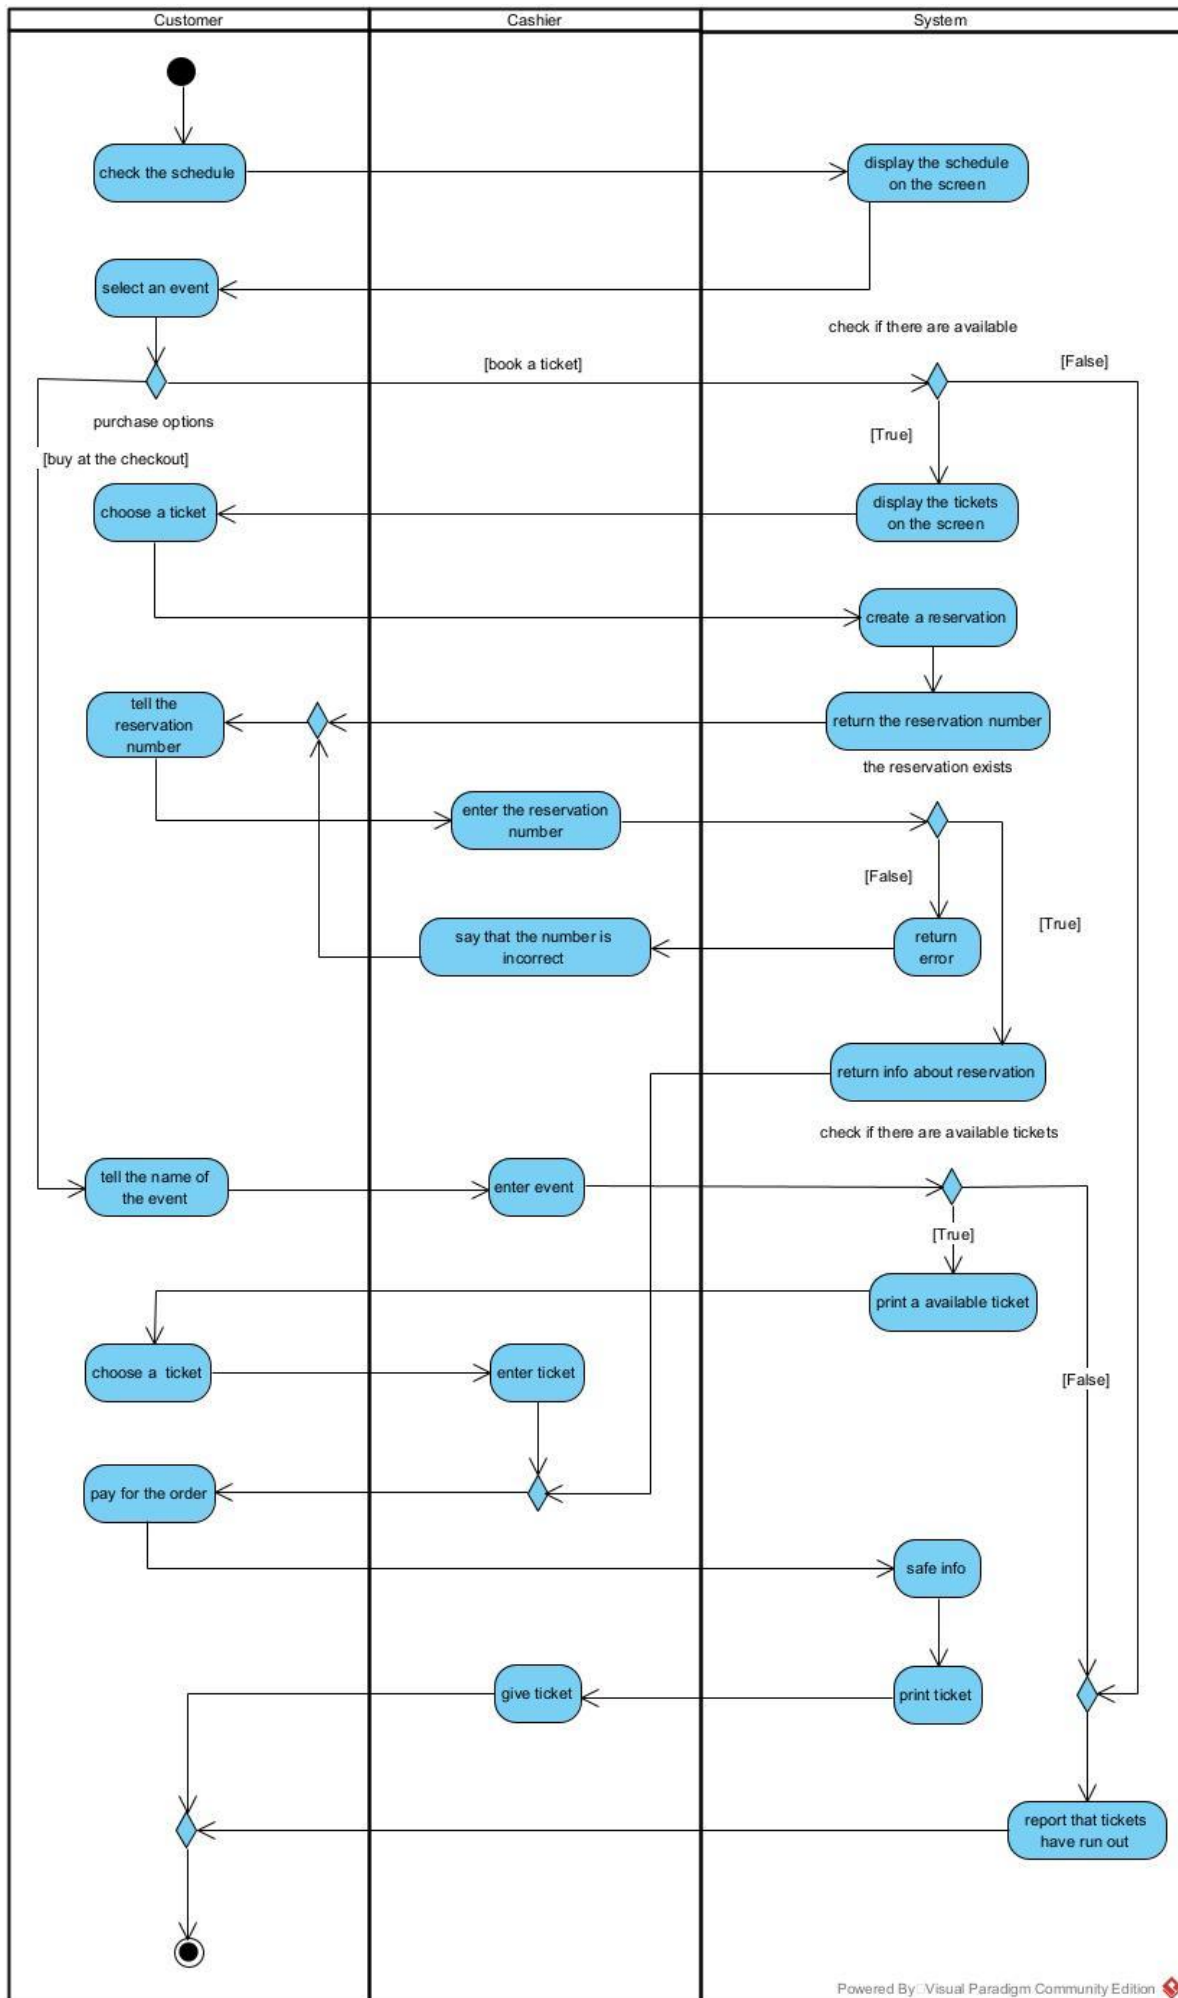 Customer
Cashier
System
check the schedule
display the schedule
on the screen
select an event
check if there are available
[book a ticket]
[False]
purchase options
[True]
[buy at the checkout]
choose a ticket
display the tickets
on the screen
create a reservation
tell the
reservation
number
return the reservation number
the reservation exists
enter the reservation
number
[False]
[True]
say that the number is
incorrect
return
error
return info about reservation
check if there are available tickets
tell the name of
the event
enter event
[True]
print a available ticket
choose a ticket
enter ticket
[False]
pay for the order
safe info
give ticket
print ticket
report that tickets
have run out
Powered By Visual Paradigm Community Edition